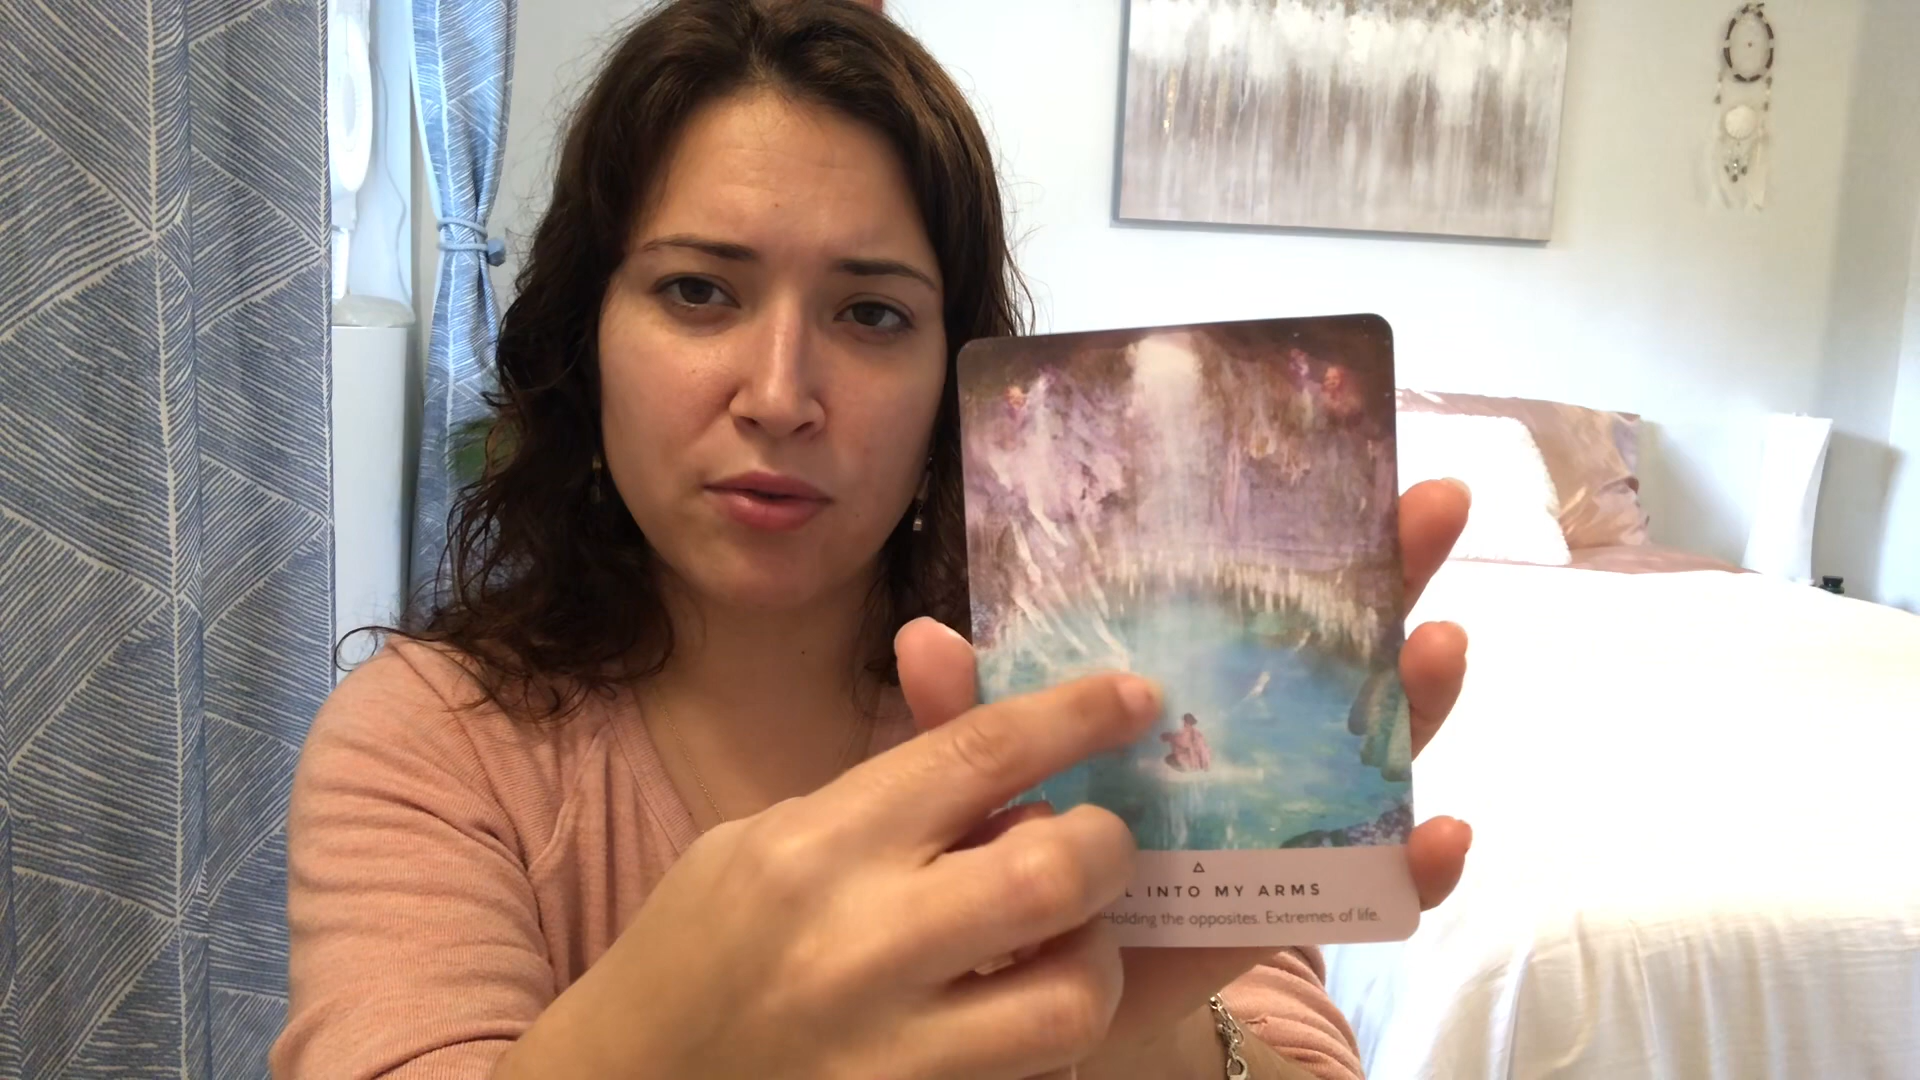 L INTO MY ARMS
Holding the opposites. Extremes of life.